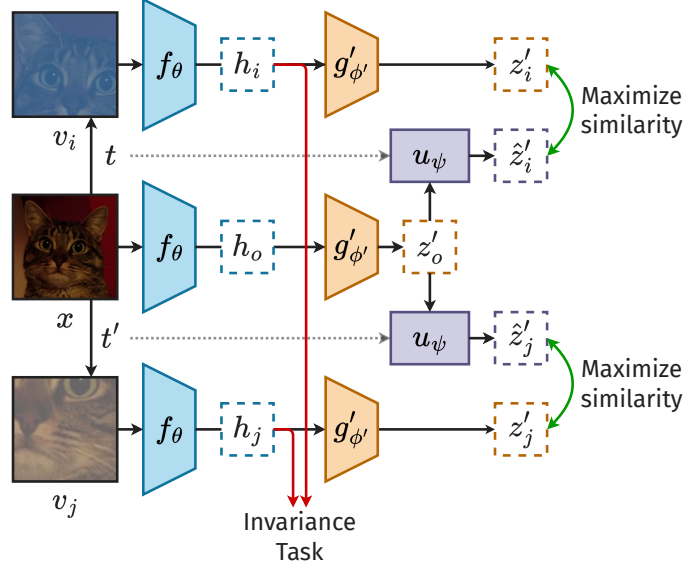 f_θ h_i g′_ϕ′ z′_i
Maximize
similarity
v_i t u_ψ ẑ′_i
f_θ h_o g′_ϕ′ z′_o
x t′ u_ψ ẑ′_j
Maximize
similarity
f_θ h_j g′_ϕ′ z′_j
v_j
Invariance
Task